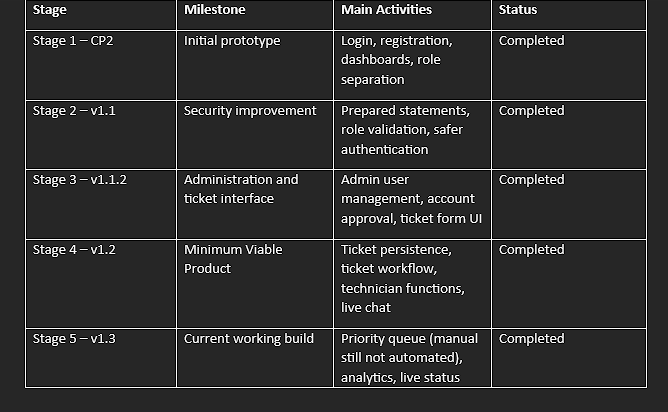 Stage Milestone Main Activities Status
Stage 1 – CP2 Initial prototype Login, registration, Completed
dashboards, role
separation
Stage 2 – v1.1 Security improvement Prepared statements, Completed
role validation, safer
authentication
Stage 3 – v1.1.2 Administration and Admin user Completed
ticket interface management, account
approval, ticket form UI
Stage 4 – v1.2 Minimum Viable Ticket persistence, Completed
Product ticket workflow,
technician functions,
live chat
Stage 5 – v1.3 Current working build Priority queue (manual Completed
still not automated),
analytics, live status